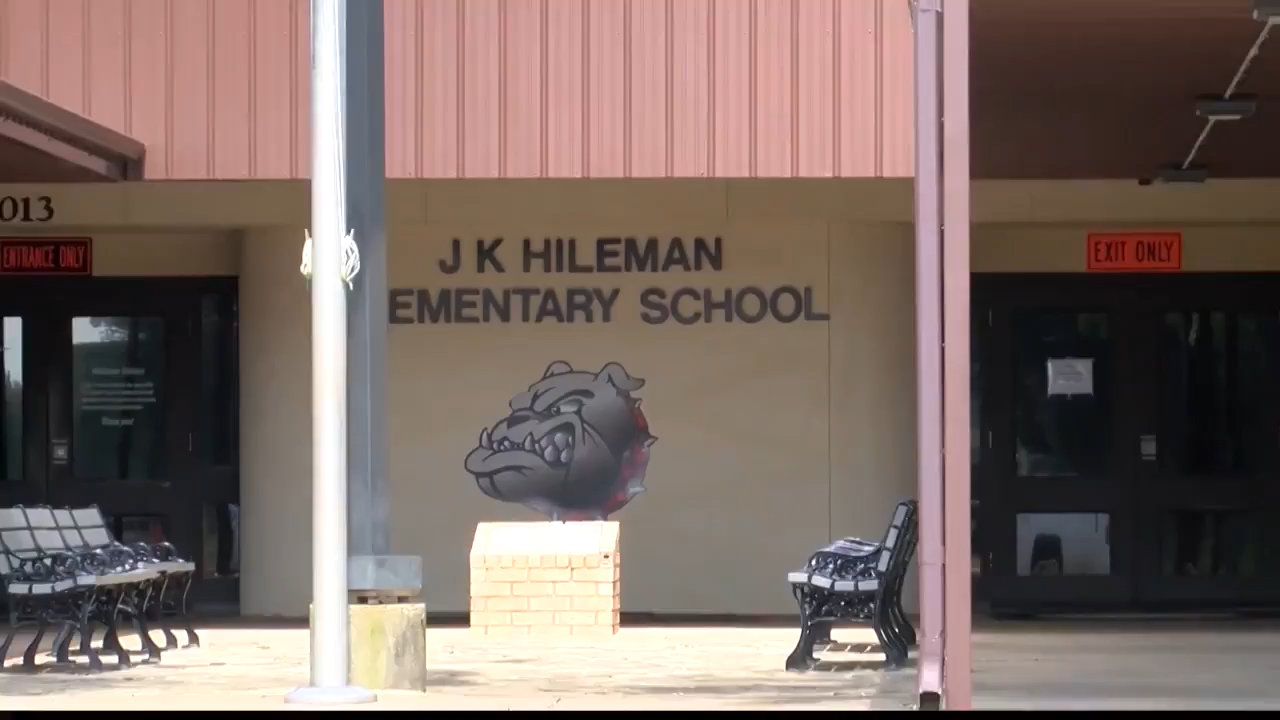 013
ENTRANCE ONLY
J K HILEMAN
EMENTARY SCHOOL
EXIT ONLY